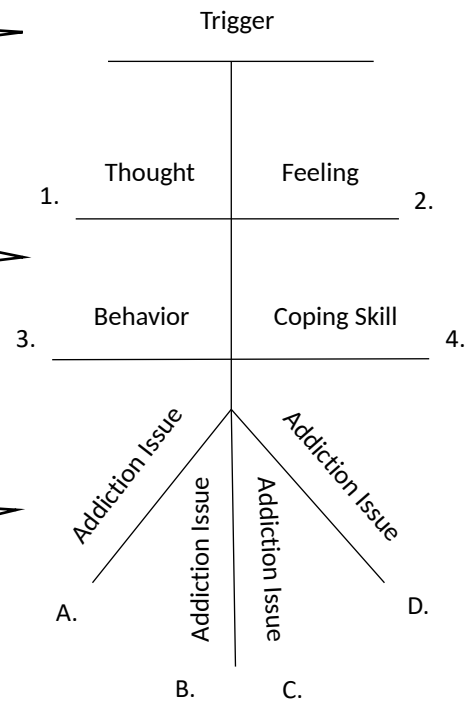 Trigger
Thought
Feeling
1.
2.
Behavior
Coping Skill
3.
4.
Addiction Issue
Addiction Issue
Addiction Issue
Addiction Issue
A.
D.
B.
C.